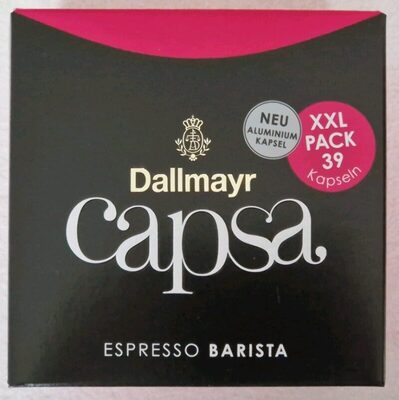 NEU
ALUMINIUM
KAPSEL
XXL
PACK
39
Kapseln
Dallmayr
capsa
ESPRESSO BARISTA